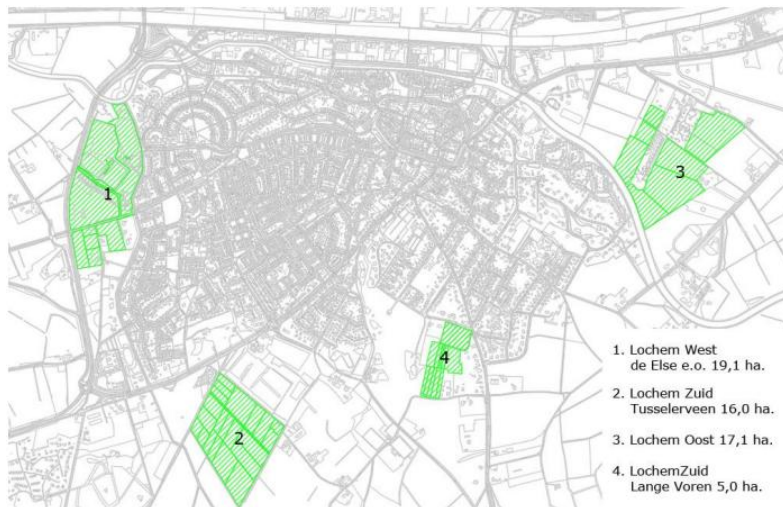 1
3
4
2
1. Lochem West
de Else e.o. 19,1 ha.
2. Lochem Zuid
Tusselerveen 16,0 ha.
3. Lochem Oost 17,1 ha.
4. LochemZuid
Lange Voren 5,0 ha.